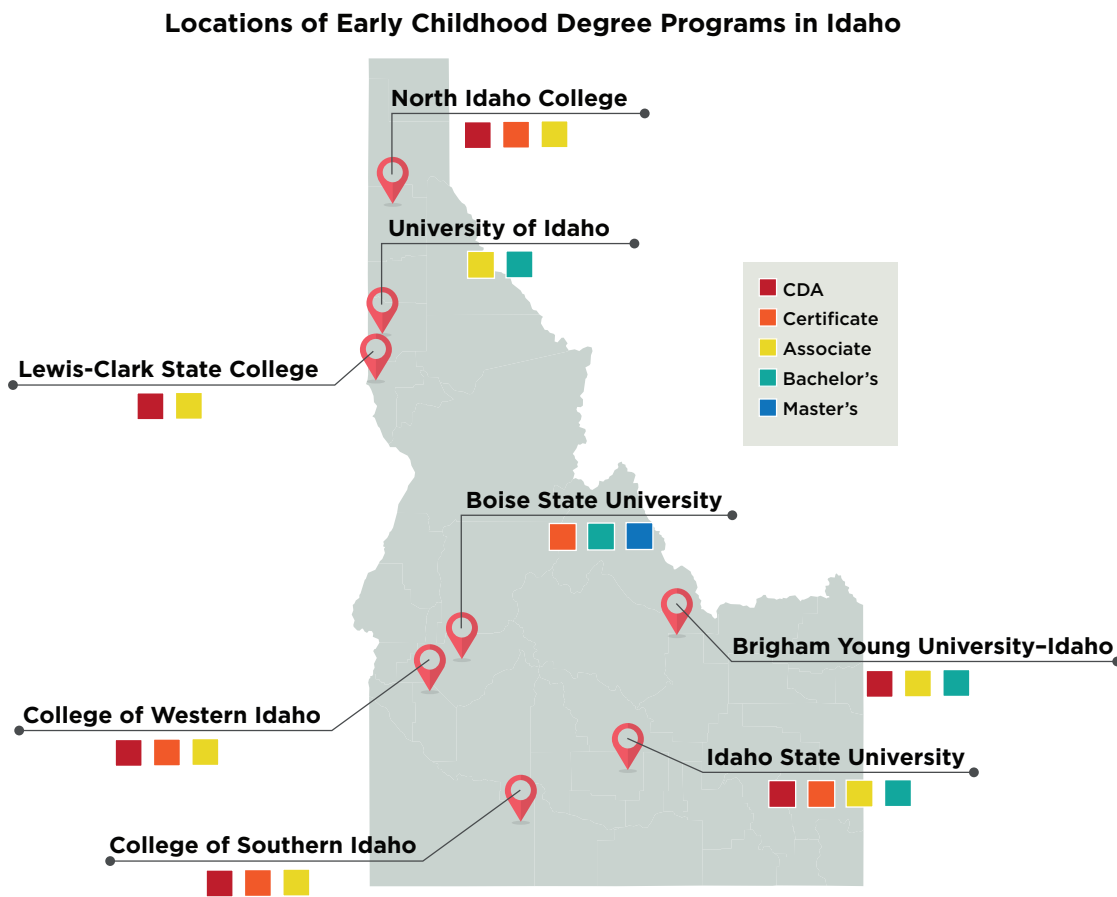 Locations of Early Childhood Degree Programs in Idaho
North Idaho College
University of Idaho
CDA
Certificate
Associate
Bachelor's
Master's
Lewis-Clark State College
Boise State University
Brigham Young University–Idaho
College of Western Idaho
Idaho State University
College of Southern Idaho